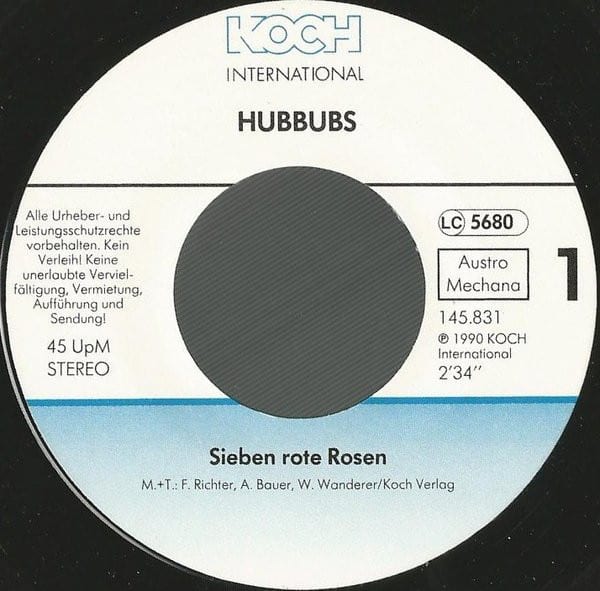 KOCH
INTERNATIONAL
HUBBUBS
Alle Urheber- und
Leistungsschutzrechte
vorbehalten. Kein
Verleih! Keine
unerlaubte Verviel-
fältigung, Vermietung,
Aufführung und
Sendung!
45 UpM
STEREO
LC 5680
Austro
Mechana
1
145.831
℗ 1990 KOCH
International
2'34''
Sieben rote Rosen
M.+T.: F. Richter, A. Bauer, W. Wanderer/Koch Verlag